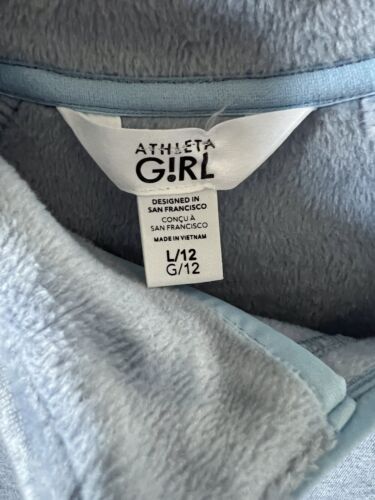 ATHLETA
G!RL
DESIGNED IN
SAN FRANCISCO
CONÇU À
SAN FRANCISCO
MADE IN VIETNAM
L/12
G/12